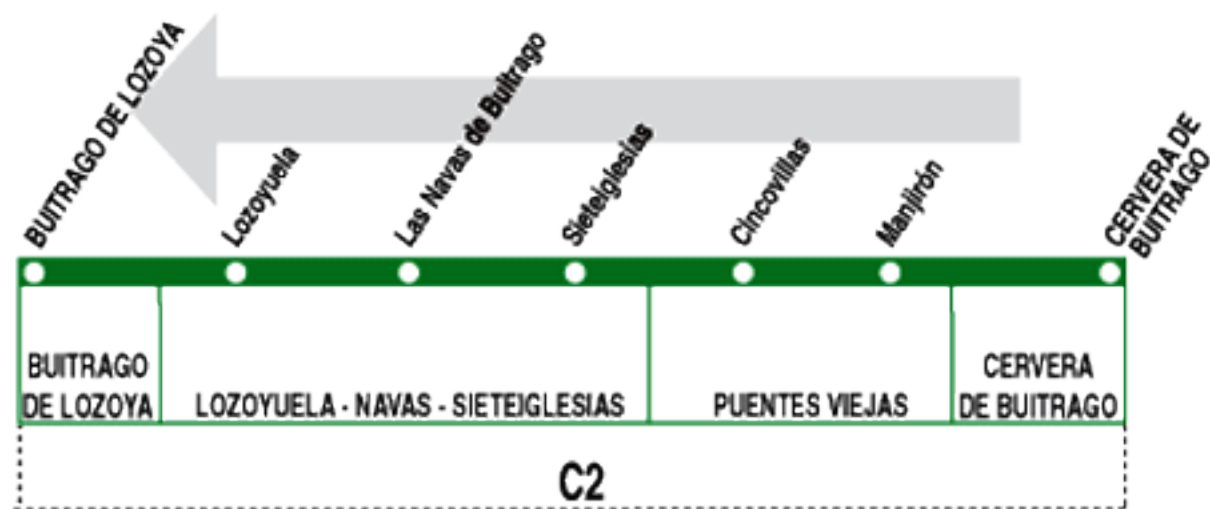 BUITRAGO DE LOZOYA
Lozoyuela
Las Navas de Buitrago
Sieteiglesias
Cincovillas
Manjirón
CERVERA DE
BUITRAGO
BUITRAGO
DE LOZOYA
LOZOYUELA - NAVAS - SIETEIGLESIAS
PUENTES VIEJAS
CERVERA
DE BUITRAGO
C2